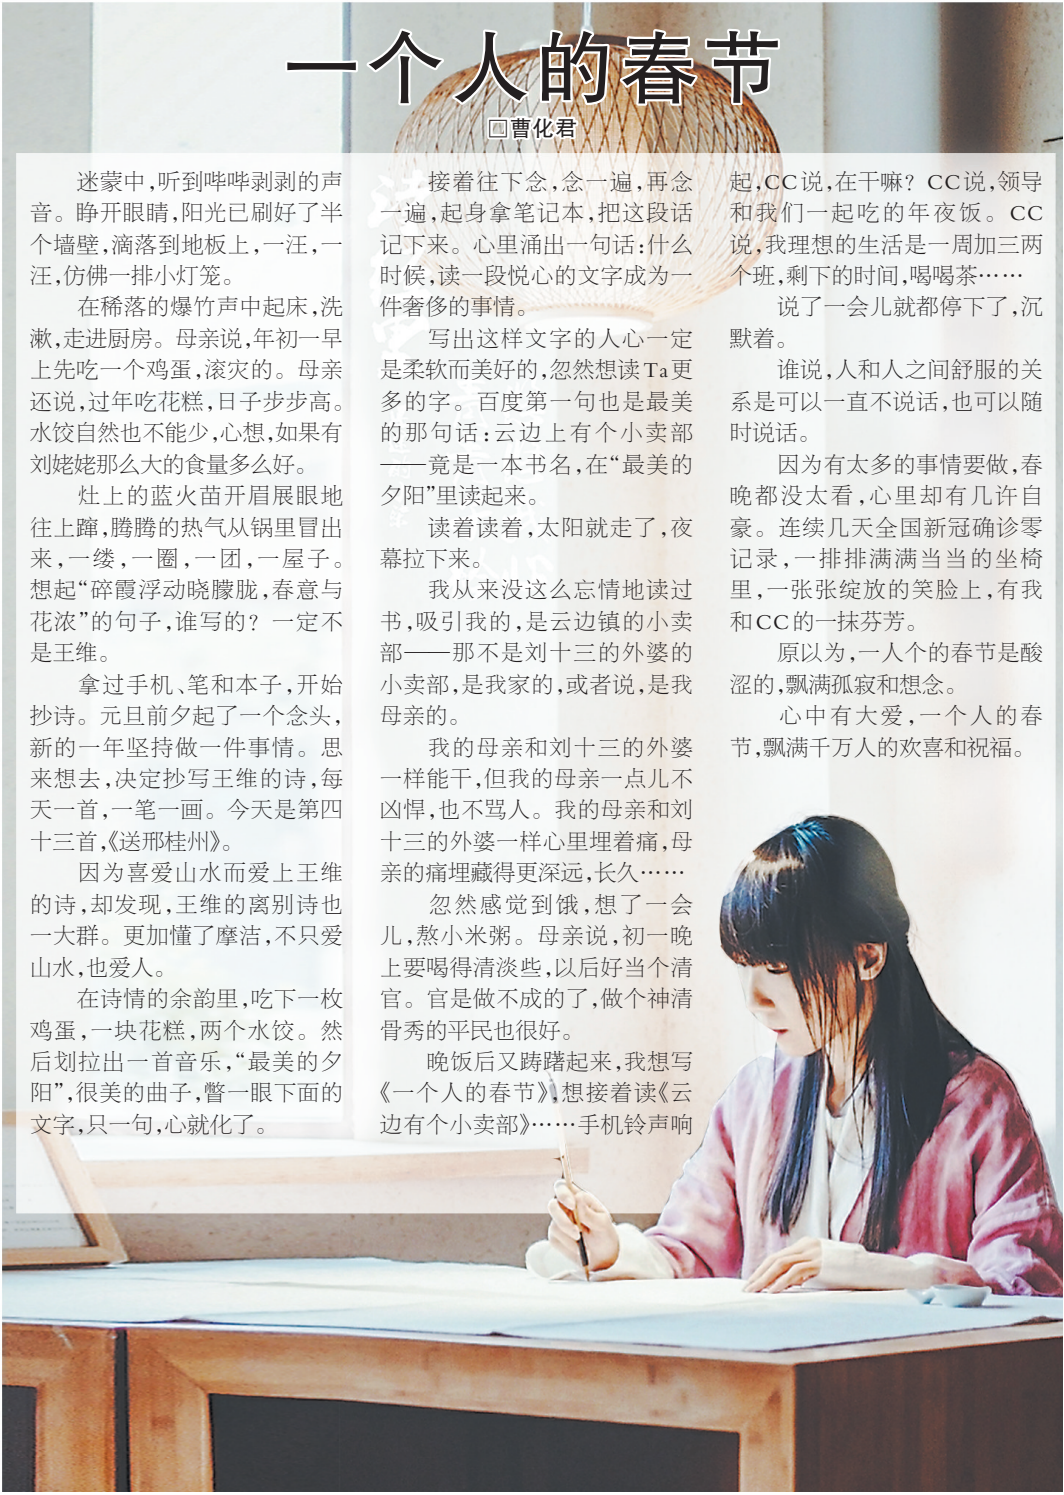 一个人的春节
□曹化君
迷蒙中,听到哔哔剥剥的声
音。睁开眼睛,阳光已刷好了半
个墙壁,滴落到地板上,一汪,一
汪,仿佛一排小灯笼。
在稀落的爆竹声中起床,洗
漱,走进厨房。母亲说,年初一早
上先吃一个鸡蛋,滚灾的。母亲
还说,过年吃花糕,日子步步高。
水饺自然也不能少,心想,如果有
刘姥姥那么大的食量多么好。
灶上的蓝火苗开眉展眼地
往上蹿,腾腾的热气从锅里冒出
来,一缕,一圈,一团,一屋子。
想起“碎霞浮动晓朦胧,春意与
花浓”的句子,谁写的？一定不
是王维。
拿过手机、笔和本子,开始
抄诗。元旦前夕起了一个念头,
新的一年坚持做一件事情。思
来想去,决定抄写王维的诗,每
天一首,一笔一画。今天是第四
十三首,《送邢桂州》。
因为喜爱山水而爱上王维
的诗,却发现,王维的离别诗也
一大群。更加懂了摩洁,不只爱
山水,也爱人。
在诗情的余韵里,吃下一枚
鸡蛋,一块花糕,两个水饺。然
后划拉出一首音乐,“最美的夕
阳”,很美的曲子,瞥一眼下面的
文字,只一句,心就化了。
接着往下念,念一遍,再念
一遍,起身拿笔记本,把这段话
记下来。心里涌出一句话:什么
时候,读一段悦心的文字成为一
件奢侈的事情。
写出这样文字的人心一定
是柔软而美好的,忽然想读Ta更
多的字。百度第一句也是最美
的那句话:云边上有个小卖部
——竟是一本书名,在“最美的
夕阳”里读起来。
读着读着,太阳就走了,夜
幕拉下来。
我从来没这么忘情地读过
书,吸引我的,是云边镇的小卖
部——那不是刘十三的外婆的
小卖部,是我家的,或者说,是我
母亲的。
我的母亲和刘十三的外婆
一样能干,但我的母亲一点儿不
凶悍,也不骂人。我的母亲和刘
十三的外婆一样心里埋着痛,母
亲的痛埋藏得更深远,长久……
忽然感觉到饿,想了一会
儿,熬小米粥。母亲说,初一晚
上要喝得清淡些,以后好当个清
官。官是做不成的了,做个神清
骨秀的平民也很好。
晚饭后又踌躇起来,我想写
《一个人的春节》,想接着读《云
边有个小卖部》……手机铃声响
起,CC说,在干嘛？CC说,领导
和我们一起吃的年夜饭。CC
说,我理想的生活是一周加三两
个班,剩下的时间,喝喝茶……
说了一会儿就都停下了,沉
默着。
谁说,人和人之间舒服的关
系是可以一直不说话,也可以随
时说话。
因为有太多的事情要做,春
晚都没太看,心里却有几许自
豪。连续几天全国新冠确诊零
记录,一排排满满当当的坐椅
里,一张张绽放的笑脸上,有我
和CC的一抹芬芳。
原以为,一人个的春节是酸
涩的,飘满孤寂和想念。
心中有大爱,一个人的春
节,飘满千万人的欢喜和祝福。